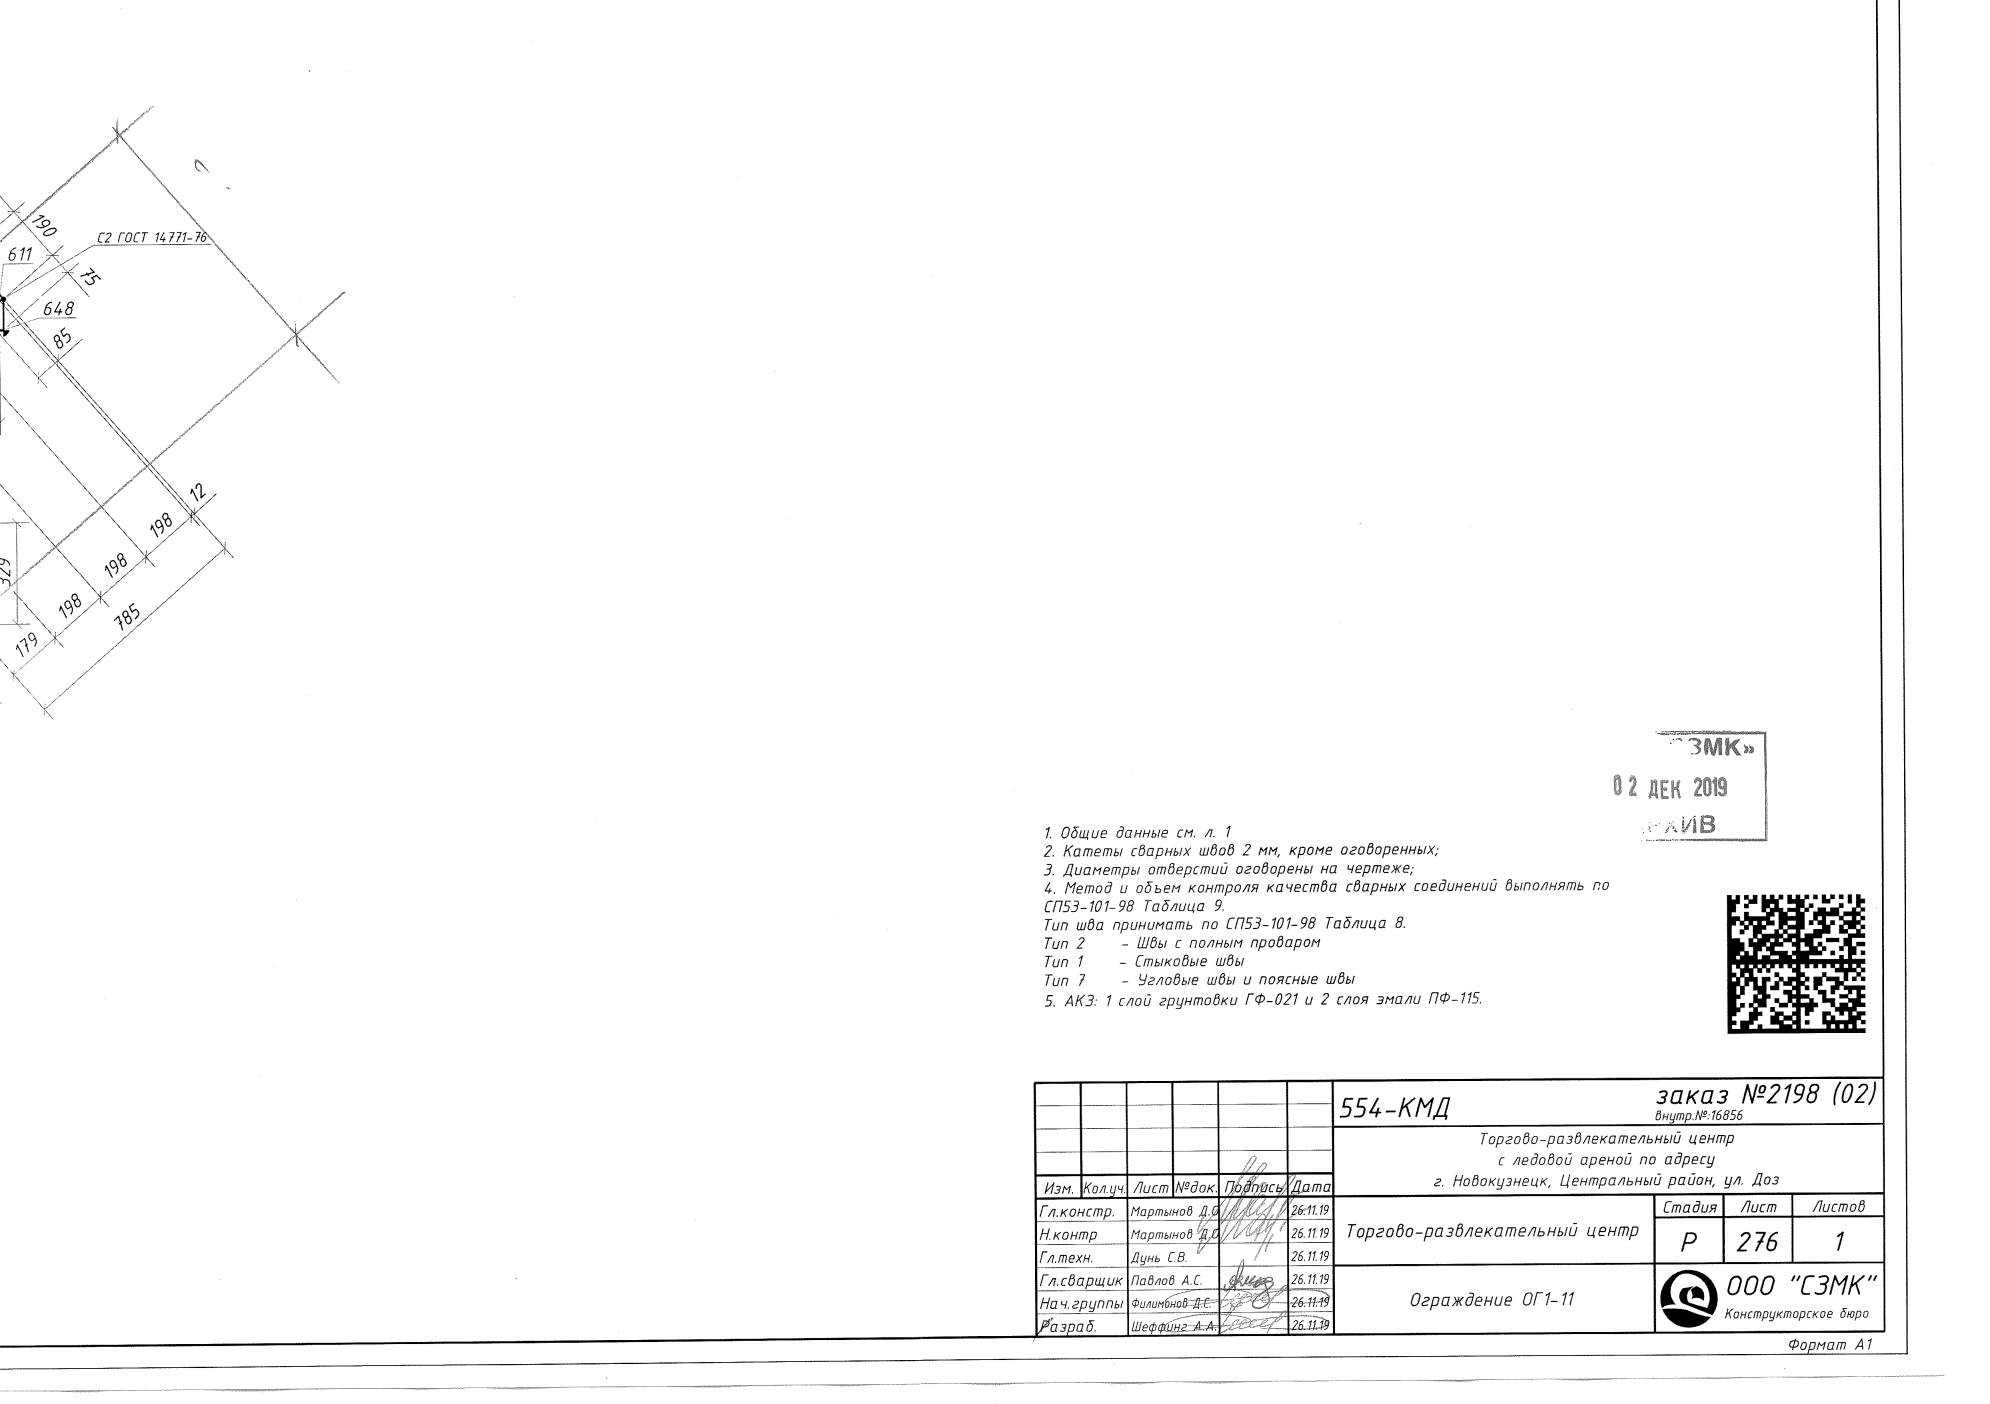 190
С2 ГОСТ 14771-76
611
75
648
85
12
198
198
198
179
785
329
ЗМК»
02 ДЕК 2019
ХИВ
1. Общие данные см. л. 1
2. Катеты сварных швов 2 мм, кроме оговоренных;
3. Диаметры отверстий оговорены на чертеже;
4. Метод и объем контроля качества сварных соединений выполнять по
СП53-101-98 Таблица 9.
Тип шва принимать по СП53-101-98 Таблица 8.
Тип 2 - Швы с полным проваром
Тип 1 - Стыковые швы
Тип 7 - Угловые швы и поясные швы
5. АКЗ: 1 слой грунтовки ГФ-021 и 2 слоя эмали ПФ-115.
554-КМД
заказ №2198 (02)
Внутр.№:16856
Торгово-развлекательный центр
с ледовой ареной по адресу
г. Новокузнецк, Центральный район, ул. Доз
Изм. Кол.уч. Лист №док. Подпись Дата
Гл.констр. Мартынов Д.О 26.11.19
Н.контр Мартынов Д.О 26.11.19
Гл.техн. Дунь С.В. 26.11.19
Гл.сварщик Павлов А.С. 26.11.19
Нач.группы Филимонов Д.С. 26.11.19
Разраб. Шеффинг А.А. 26.11.19
Торгово-развлекательный центр
Стадия Лист Листов
Р 276 1
Ограждение ОГ1-11
ООО "СЗМК"
Конструкторское бюро
Формат А1